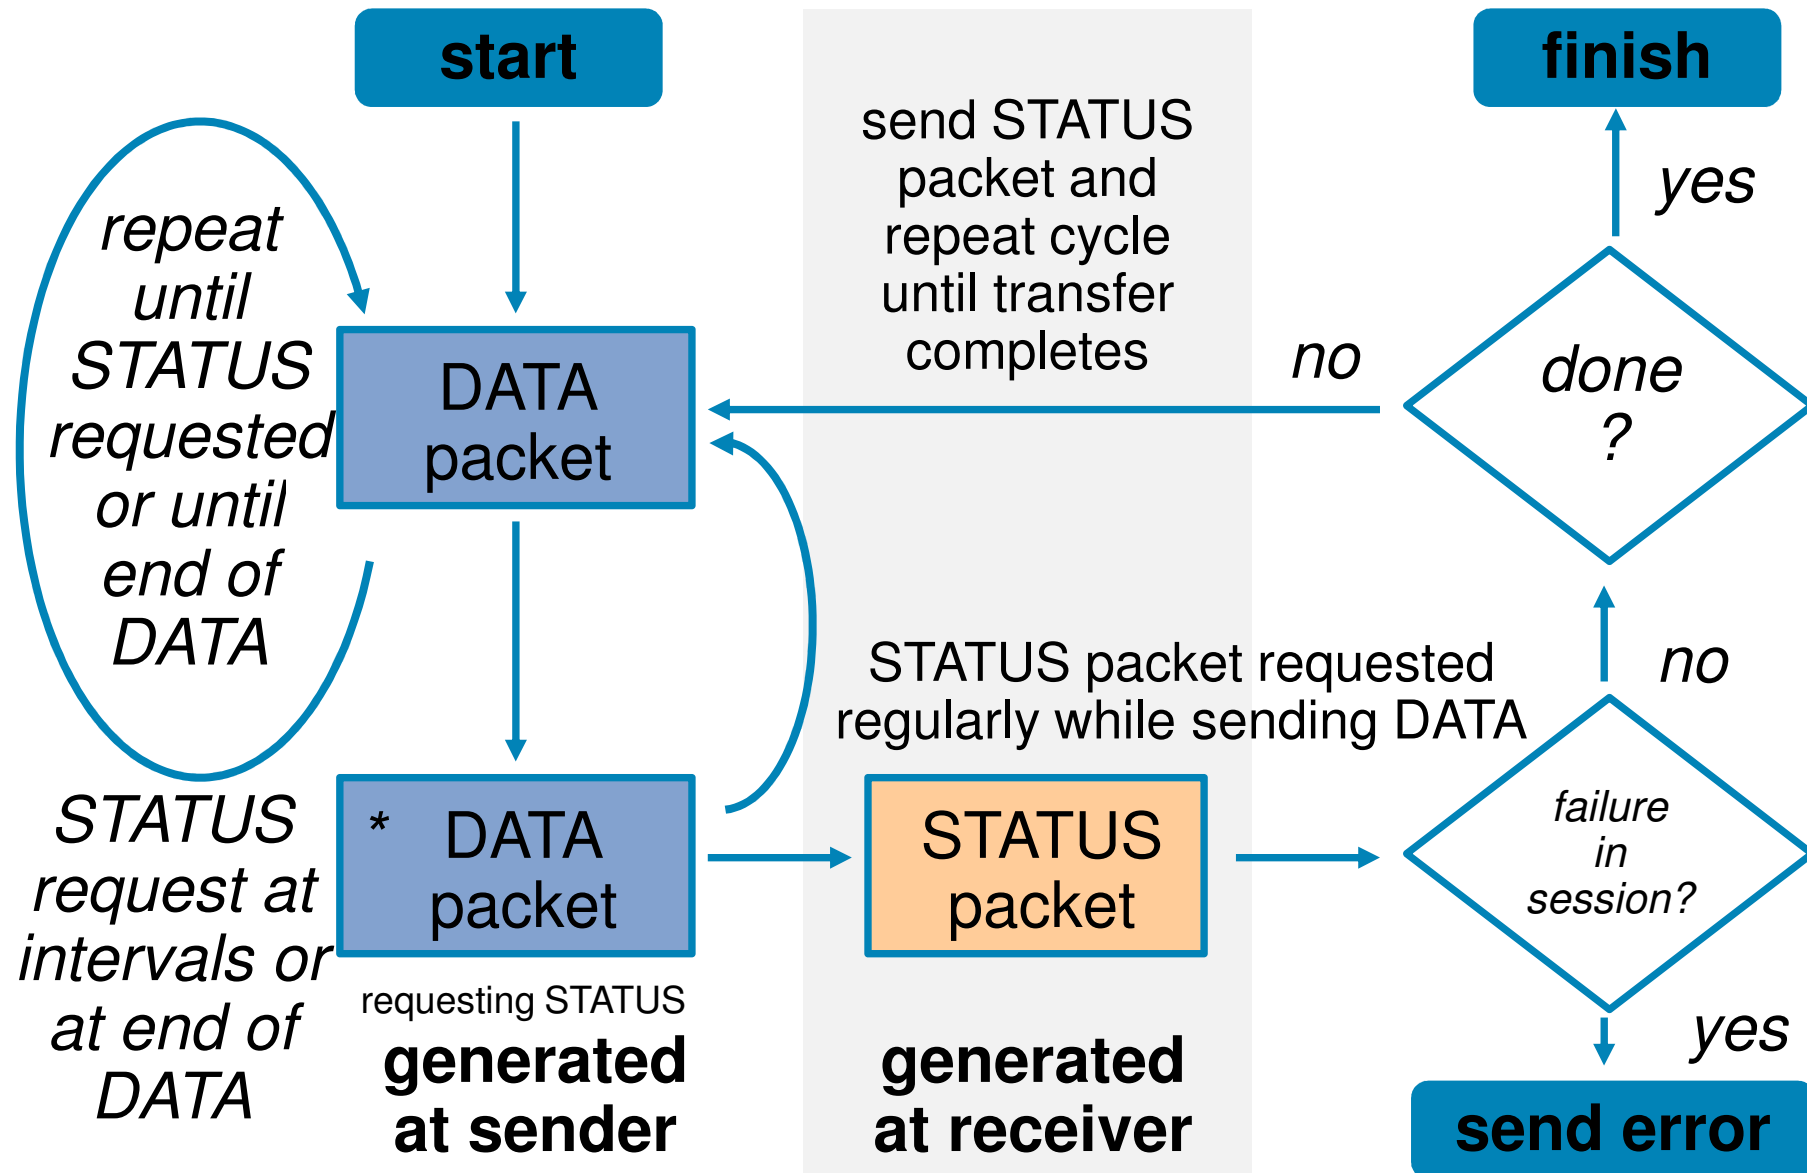 start
finish
send STATUS
packet and
repeat cycle
until transfer
completes
yes
repeat
until
STATUS
requested
or until
end of
DATA
DATA
packet
no
done
?
STATUS packet requested
regularly while sending DATA
no
STATUS
request at
intervals or
at end of
DATA
* DATA
packet
requesting STATUS
generated
at sender
STATUS
packet
generated
at receiver
failure
in
session?
yes
send error